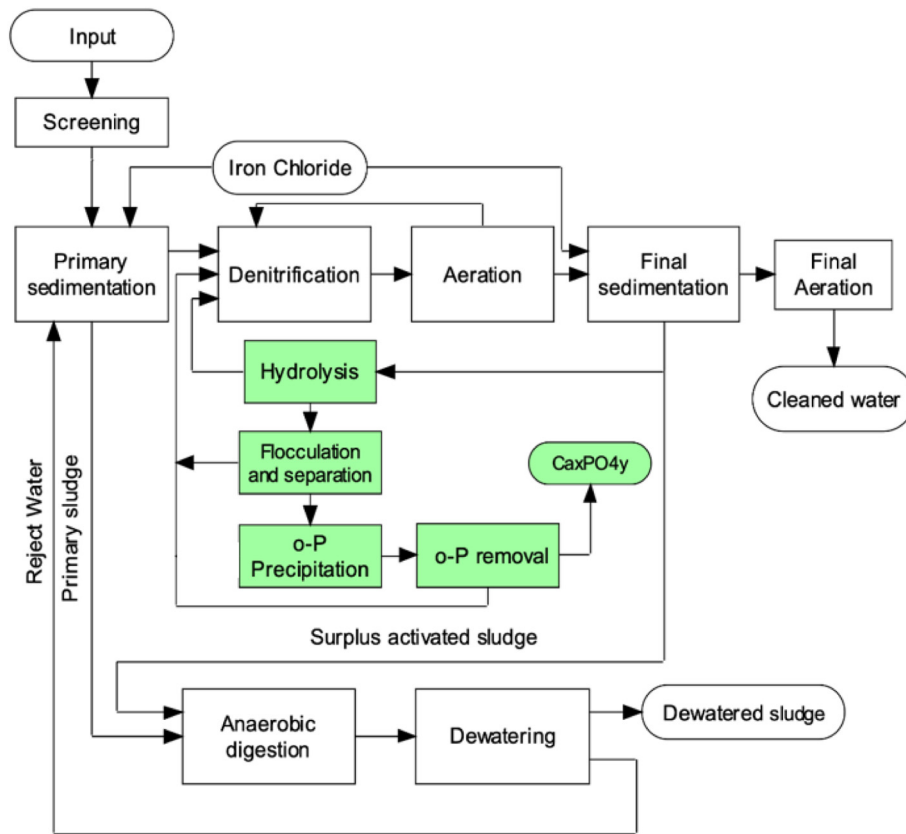 Input
Screening
Iron Chloride
Primary
sedimentation
Denitrification
Aeration
Final
sedimentation
Final
Aeration
Cleaned water
Hydrolysis
Flocculation
and separation
CaxPO4y
o-P
Precipitation
o-P removal
Reject Water
Primary sludge
Surplus activated sludge
Anaerobic
digestion
Dewatering
Dewatered sludge